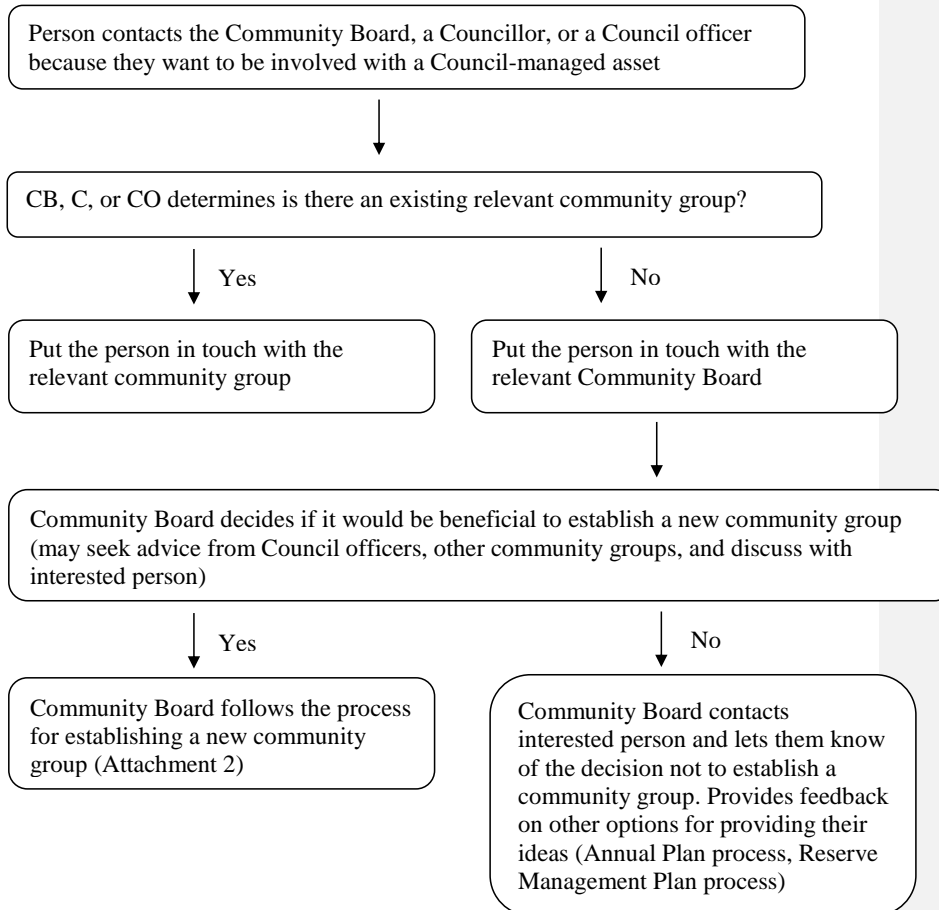 Person contacts the Community Board, a Councillor, or a Council officer
because they want to be involved with a Council-managed asset
CB, C, or CO determines is there an existing relevant community group?
Yes
No
Put the person in touch with the
relevant community group
Put the person in touch with the
relevant Community Board
Community Board decides if it would be beneficial to establish a new community group
(may seek advice from Council officers, other community groups, and discuss with
interested person)
Yes
No
Community Board follows the process
for establishing a new community
group (Attachment 2)
Community Board contacts
interested person and lets them know
of the decision not to establish a
community group. Provides feedback
on other options for providing their
ideas (Annual Plan process, Reserve
Management Plan process)